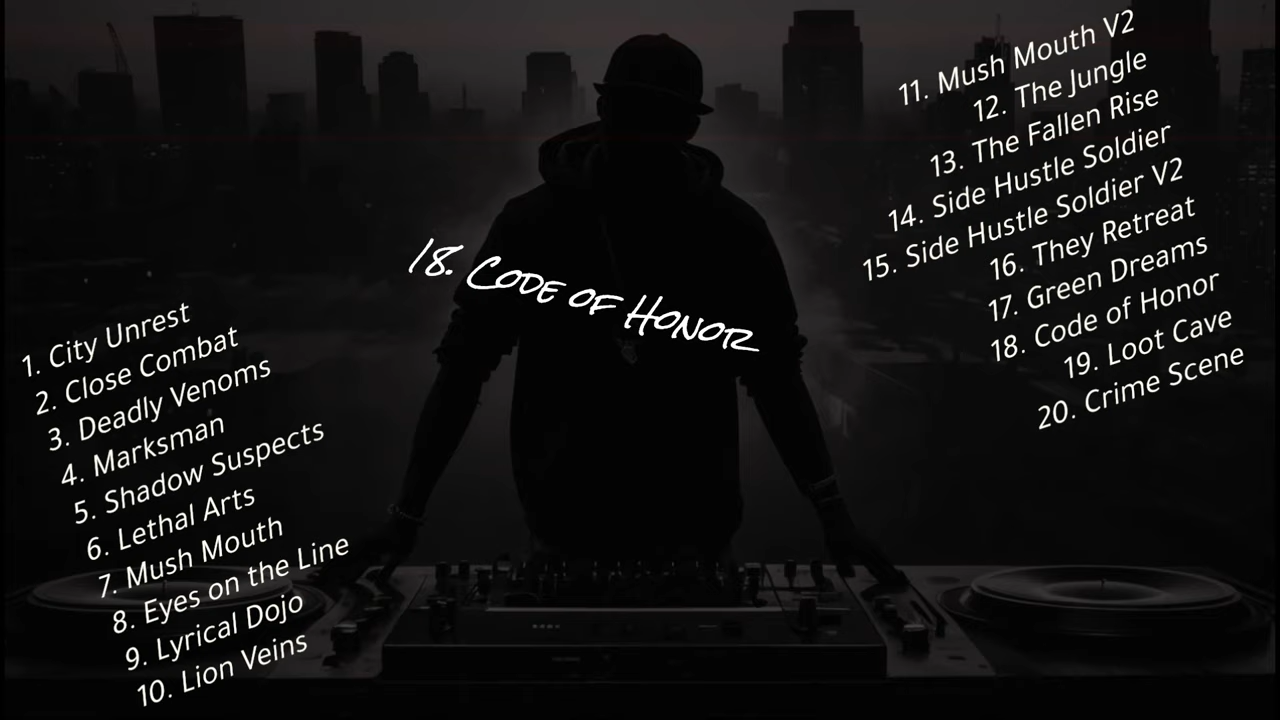 1. City Unrest
2. Close Combat
3. Deadly Venoms
4. Marksman
5. Shadow Suspects
6. Lethal Arts
7. Mush Mouth
8. Eyes on the Line
9. Lyrical Dojo
10. Lion Veins
18. Code of Honor
11. Mush Mouth V2
12. The Jungle
13. The Fallen Rise
14. Side Hustle Soldier
15. Side Hustle Soldier V2
16. They Retreat
17. Green Dreams
18. Code of Honor
19. Loot Cave
20. Crime Scene